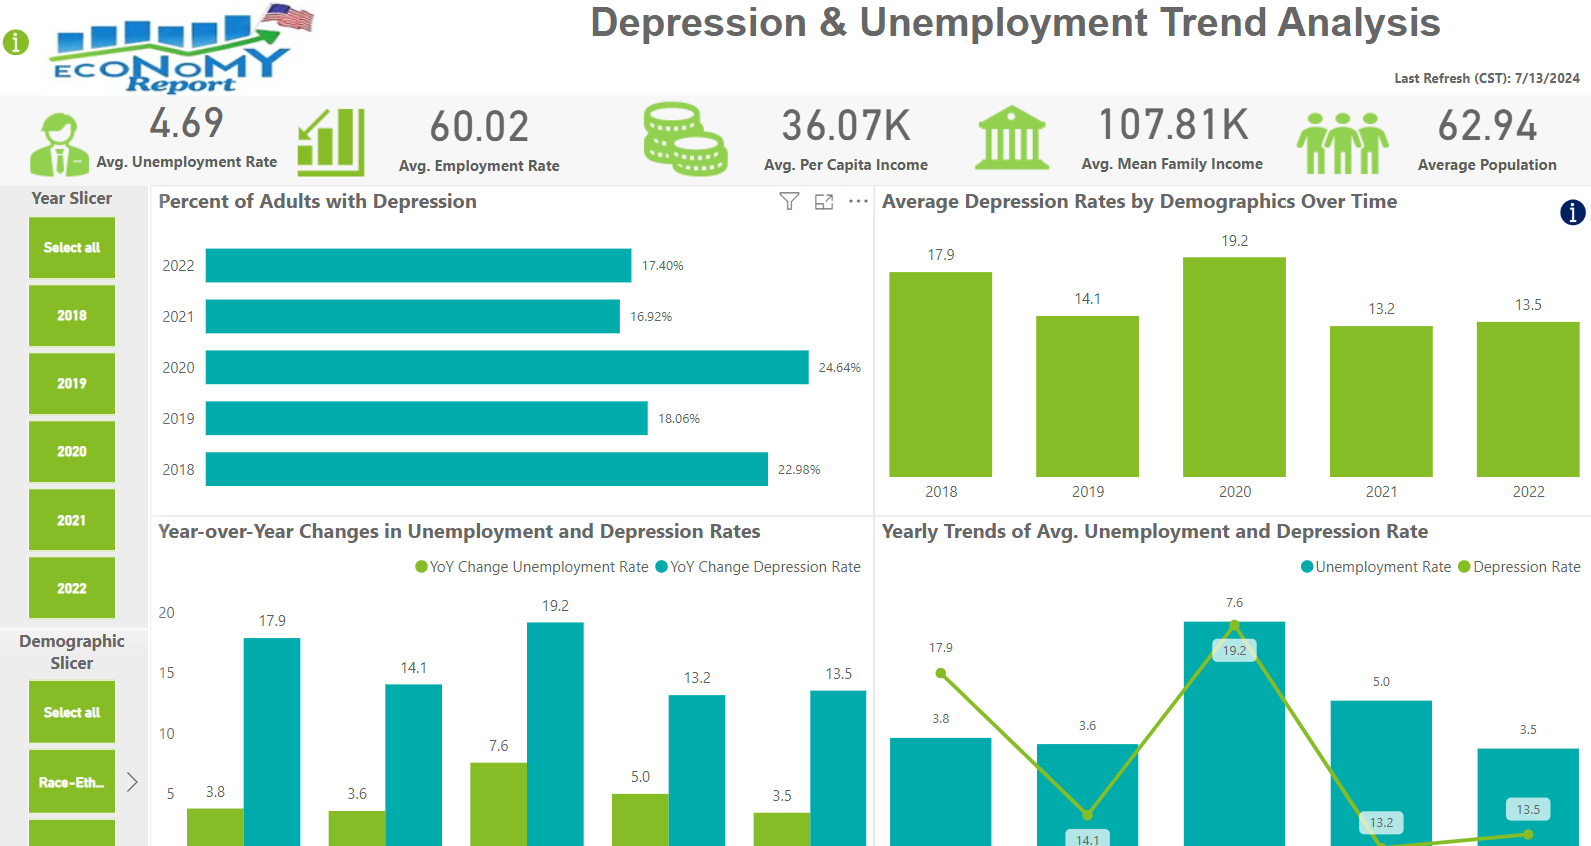 ECONOMY
Report
Depression & Unemployment Trend Analysis
Last Refresh (CST): 7/13/2024
4.69
Avg. Unemployment Rate
60.02
Avg. Employment Rate
36.07K
Avg. Per Capita Income
107.81K
Avg. Mean Family Income
62.94
Average Population
Year Slicer
Select all
2018
2019
2020
2021
2022
Demographic
Slicer
Select all
Race-Eth...
Percent of Adults with Depression
2022 17.40%
2021 16.92%
2020 24.64%
2019 18.06%
2018 22.98%
Average Depression Rates by Demographics Over Time
17.9
14.1
19.2
13.2
13.5
2018 2019 2020 2021 2022
Year-over-Year Changes in Unemployment and Depression Rates
YoY Change Unemployment Rate YoY Change Depression Rate
20
15
10
5
3.8
17.9
3.6
14.1
7.6
19.2
5.0
13.2
3.5
13.5
Yearly Trends of Avg. Unemployment and Depression Rate
Unemployment Rate Depression Rate
17.9
3.8
3.6
14.1
7.6
19.2
5.0
13.2
3.5
13.5